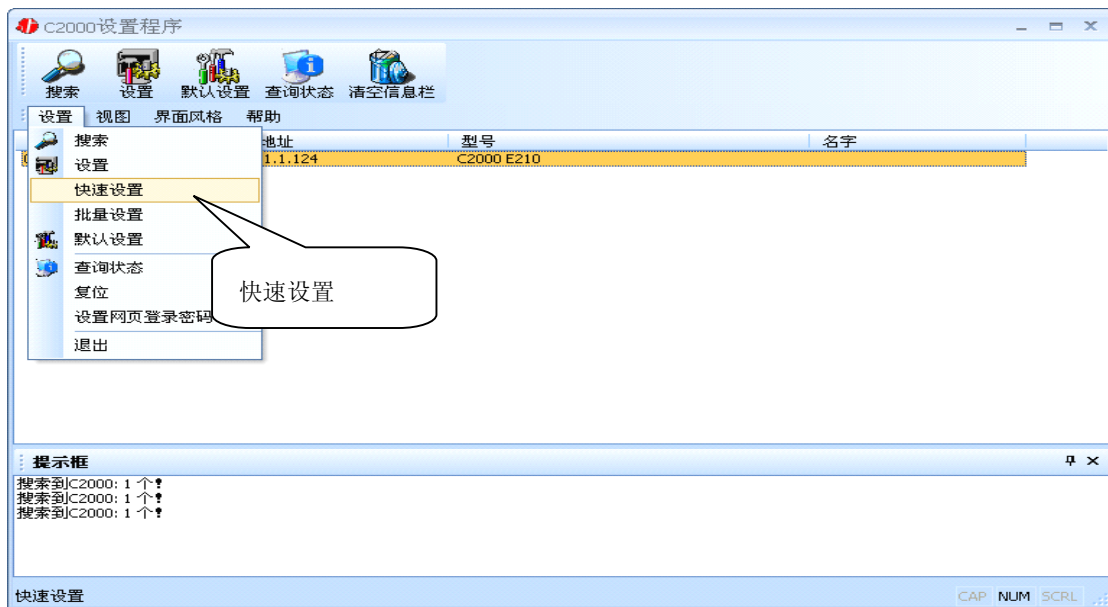 C2000设置程序
搜索 设置 默认设置 查询状态 清空信息栏
设置 视图 界面风格 帮助
地址 型号 名字
1.1.124 C2000 E210
搜索
设置
快速设置
批量设置
默认设置
查询状态
复位
设置网页登录密码
退出
快速设置
提示框
搜索到C2000: 1 个!
搜索到C2000: 1 个!
搜索到C2000: 1 个!
快速设置 CAP NUM SCRL